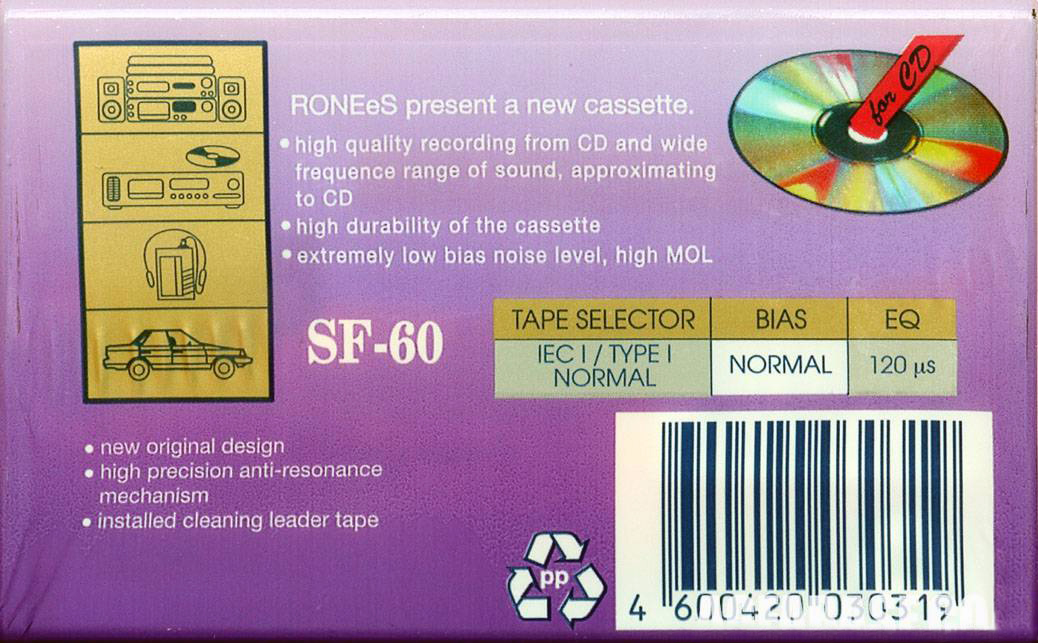 RONEeS present a new cassette.
• high quality recording from CD and wide
frequence range of sound, approximating
to CD
• high durability of the cassette
• extremely low bias noise level, high MOL
for CD
SF-60
TAPE SELECTOR BIAS EQ
IEC I / TYPE I
NORMAL
NORMAL
120 µs
• new original design
• high precision anti-resonance
mechanism
• installed cleaning leader tape
pp
4 600420 030319